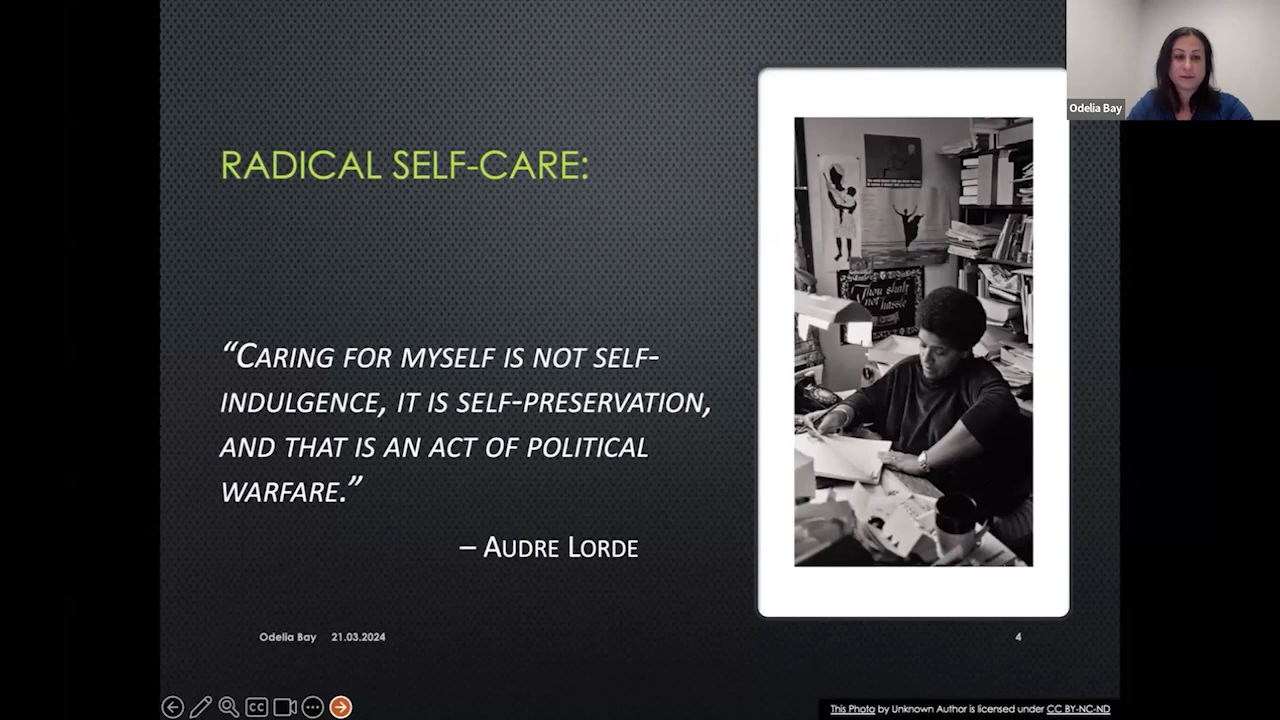 Odelia Bay
RADICAL SELF-CARE:
“CARING FOR MYSELF IS NOT SELF-
INDULGENCE, IT IS SELF-PRESERVATION,
AND THAT IS AN ACT OF POLITICAL
WARFARE.”
– AUDRE LORDE
Thou shalt
not hassle
Odelia Bay 21.03.2024
4
CC
This Photo by Unknown Author is licensed under CC BY-NC-ND